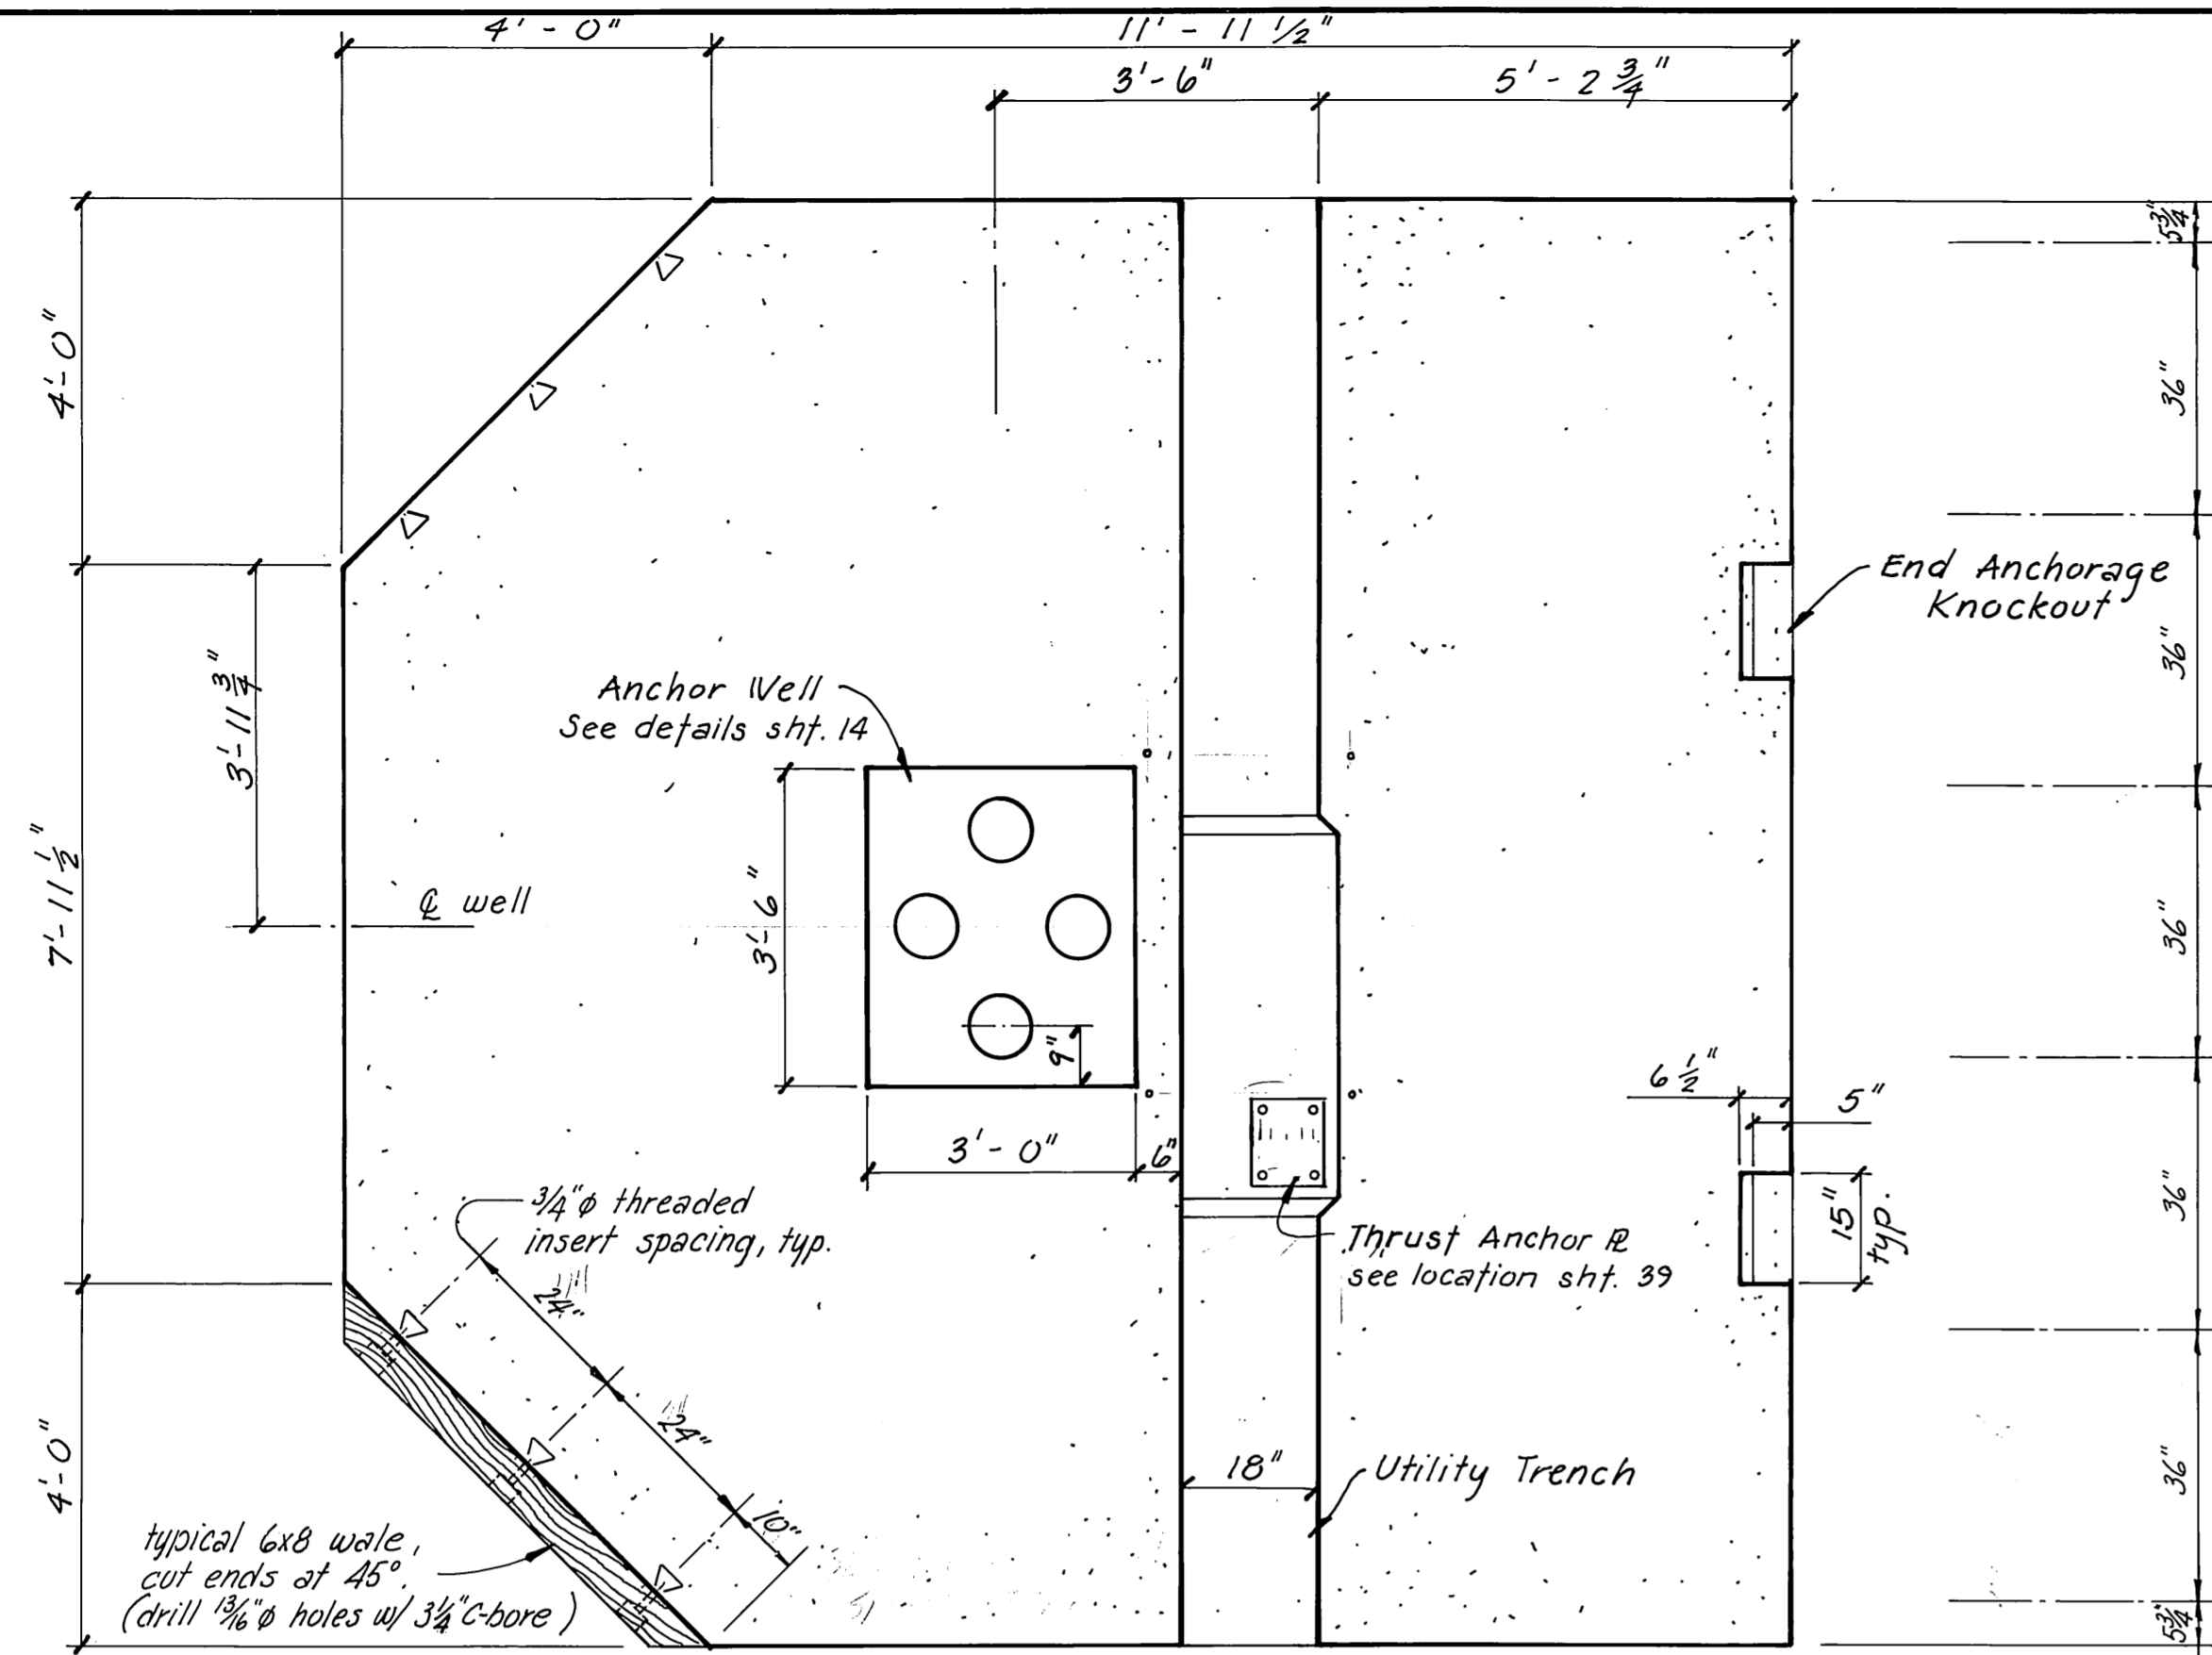 4'-0"
11'-11 1/2"
3'-6"
5'-2 3/4"
5 3/4"
4'-0"
36"
End Anchorage
Knockout
36"
3'-11 3/4"
Anchor Well
See details sht. 14
7'-11 1/2"
℄ well
3'-6"
36"
9"
6 1/2"
5"
3'-0"
6"
3/4"φ threaded
insert spacing, typ.
15"
typ.
36"
Thrust Anchor ℙL
see location sht. 39
24"
24"
4'-0"
18"
Utility Trench
36"
10"
typical 6x8 wale,
cut ends at 45°.
(drill 13/16"φ holes w/ 3 1/4" C-bore)
5 3/4"